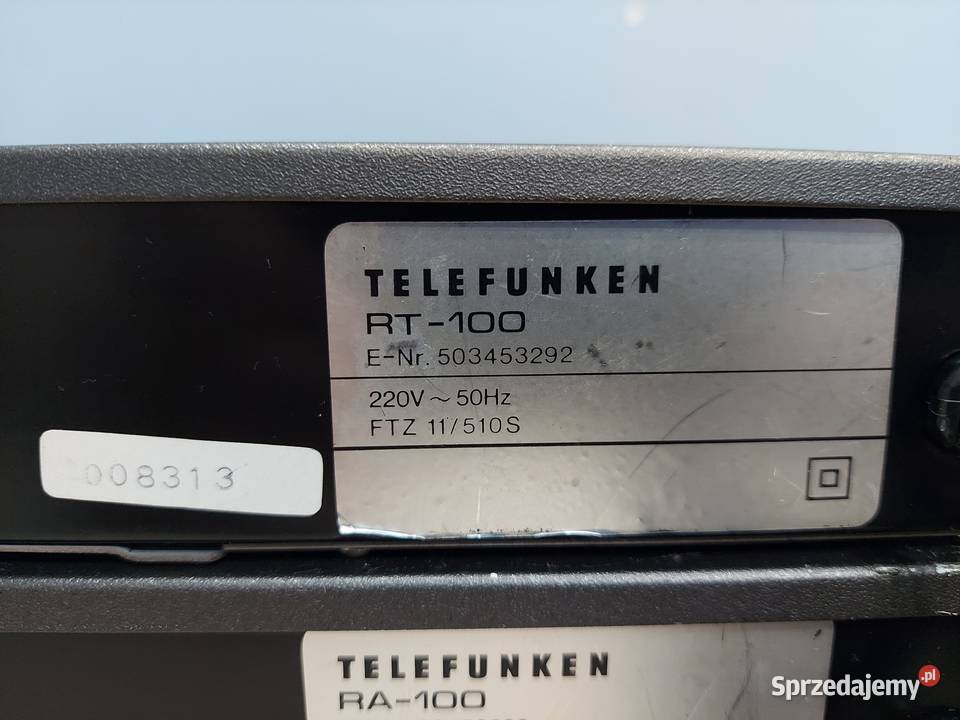 TELEFUNKEN
RT-100
E-Nr. 503453292
220V ~ 50Hz
FTZ 11/510S
008313
TELEFUNKEN
RA-100
Sprzedajemy.pl